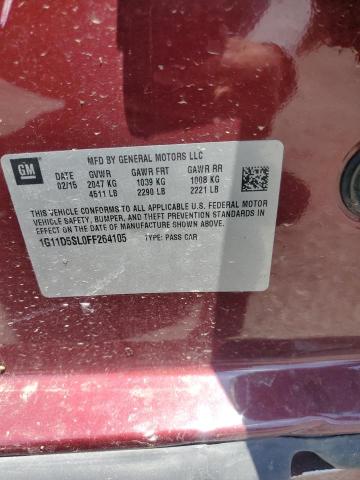 GM
MFD BY GENERAL MOTORS LLC
DATE GVWR GAWR FRT GAWR RR
02/15 2047 KG 1039 KG 1008 KG
4511 LB 2290 LB 2221 LB
THIS VEHICLE CONFORMS TO ALL APPLICABLE U.S. FEDERAL MOTOR
VEHICLE SAFETY, BUMPER, AND THEFT PREVENTION STANDARDS
IN EFFECT ON THE DATE OF MANUFACTURE SHOWN ABOVE.
1G11D5SL0FF264105 TYPE: PASS CAR